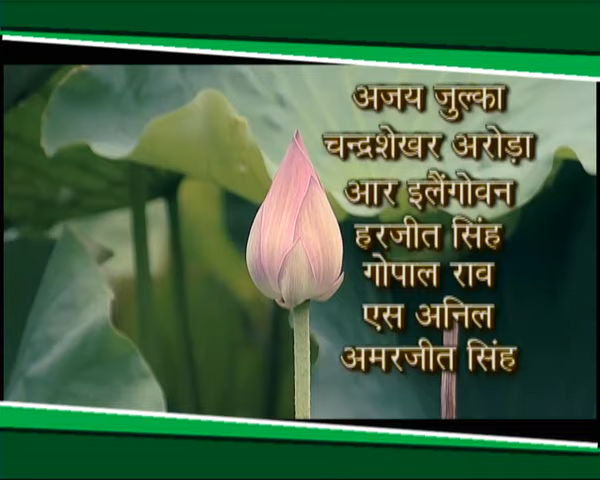 अजय जुल्का
चन्द्रशेखर अरोड़ा
आर इलैंगोवन
हरजीत सिंह
गोपाल राव
एस अनिल
अमरजीत सिंह